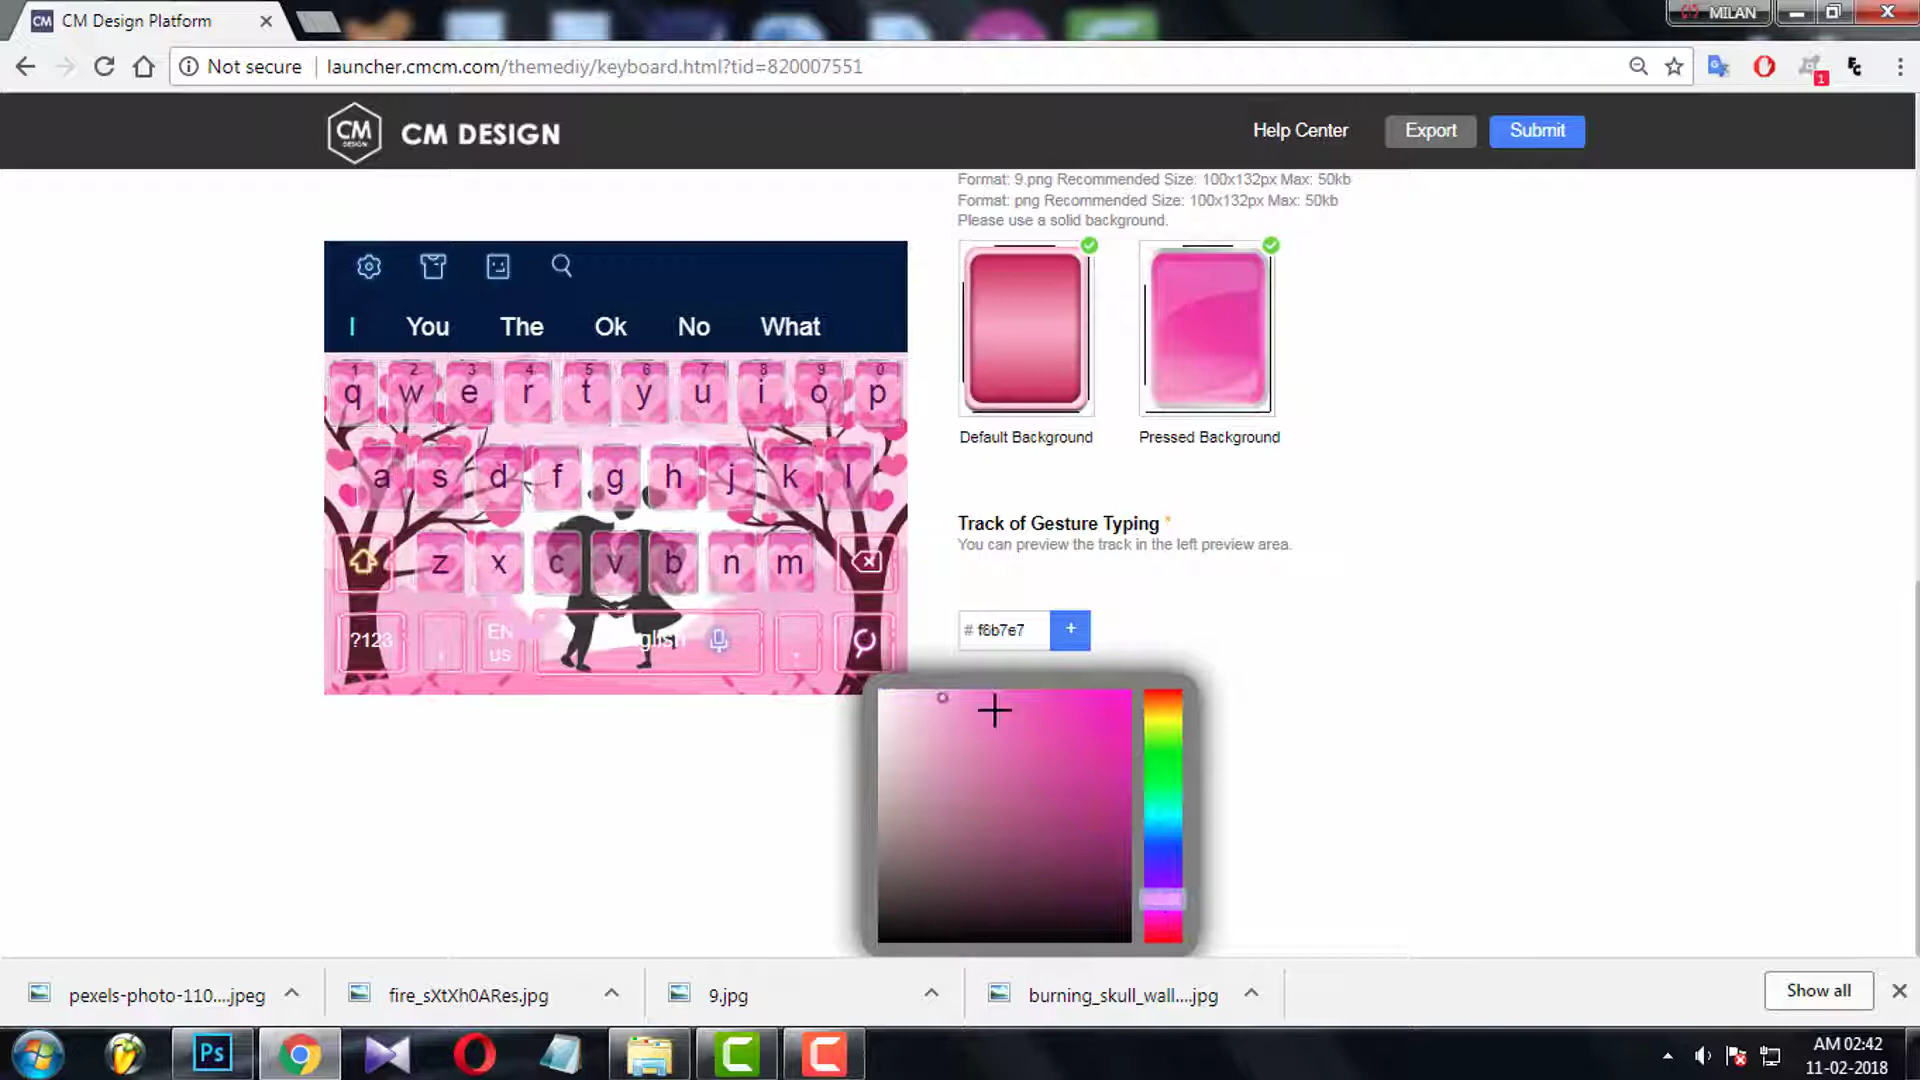 CM Design Platform
MILAN
Not secure launcher.cmcm.com/themediy/keyboard.html?tid=820007551
1
CM DESIGN CM DESIGN
Help Center Export Submit
Format: 9.png Recommended Size: 100x132px Max: 50kb
Format: png Recommended Size: 100x132px Max: 50kb
Please use a solid background.
I You The Ok No What
1 2 3 4 5 6 7 8 9 0
q w e r t y u i o p
a s d f g h j k l
z x c v b n m
?123 , EN US glish .
Default Background Pressed Background
Track of Gesture Typing *
You can preview the track in the left preview area.
# f6b7e7 +
pexels-photo-110....jpeg fire_sXtXh0ARes.jpg 9.jpg burning_skull_wall....jpg Show all
Ps
AM 02:42
11-02-2018